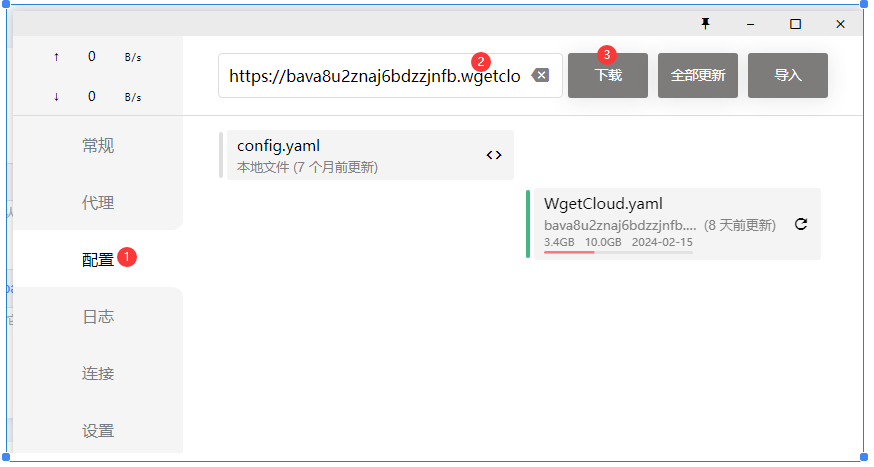 ↑ 0 B/s
↓ 0 B/s
https://bava8u2znaj6bdzzjnfb.wgetclo
2
下载
3
全部更新
导入
常规
代理
配置 1
日志
连接
设置
config.yaml
本地文件 (7 个月前更新)
WgetCloud.yaml
bava8u2znaj6bdzzjnfb.... (8 天前更新)
3.4GB 10.0GB 2024-02-15